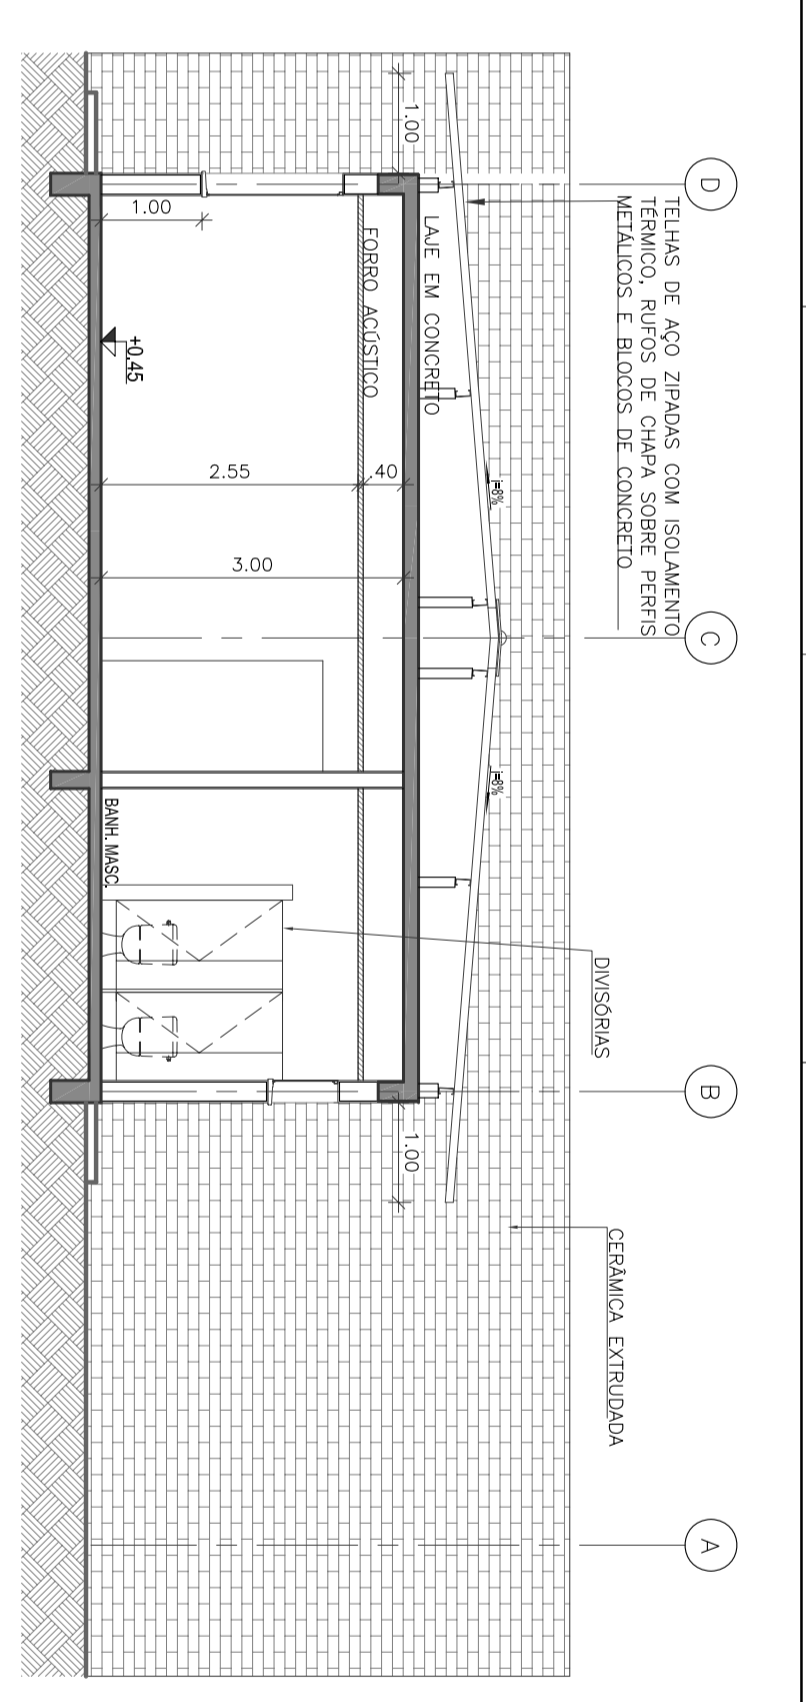 D
C
B
A
TELHAS DE AÇO ZIPADAS COM ISOLAMENTO
TÉRMICO, RUFOS DE CHAPA SOBRE PERFIS
METÁLICOS E BLOCOS DE CONCRETO
DIVISÓRIAS
CERÂMICA EXTRUDADA
i=8%
i=8%
1.00
LAJE EM CONCRETO
1.00
FORRO ACÚSTICO
.40
2.55
3.00
1.00
+0.45
BANH. MASC.